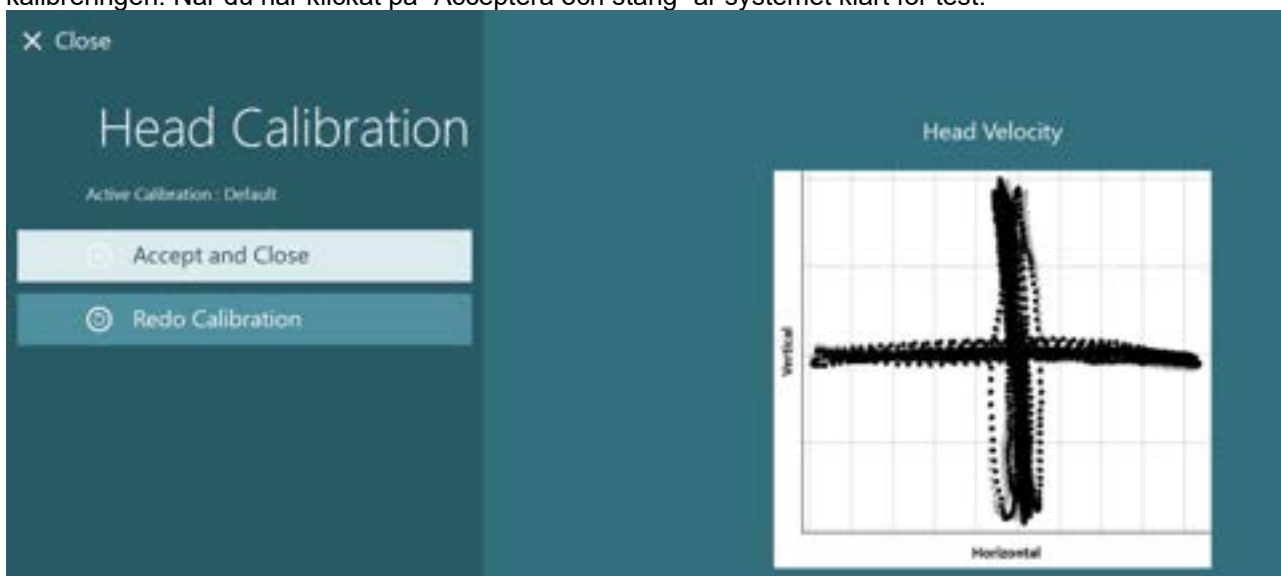 kalibreringen. När du har klickat på "Acceptera och stäng" är systemet klart för test.
Close
Head Calibration
Active Calibration : Default
Accept and Close
Redo Calibration
Head Velocity
Vertical
Horizontal